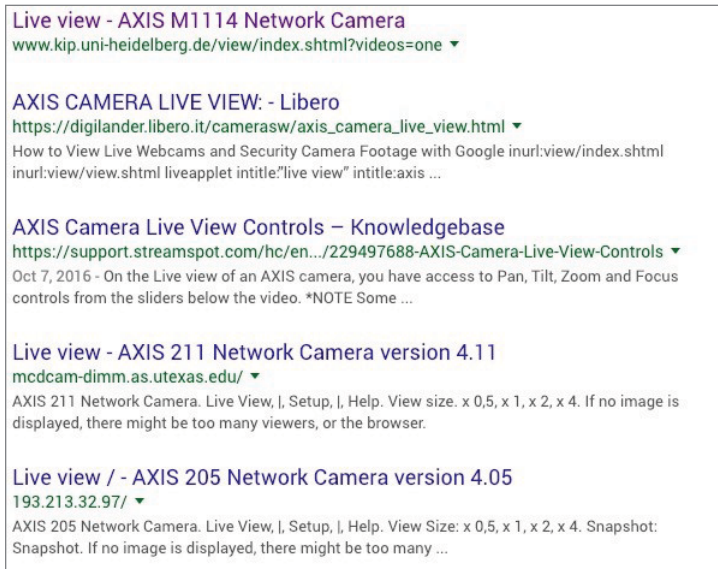 Live view - AXIS M1114 Network Camera
www.kip.uni-heidelberg.de/view/index.shtml?videos=one
AXIS CAMERA LIVE VIEW: - Libero
https://digilander.libero.it/camerasw/axis_camera_live_view.html
How to View Live Webcams and Security Camera Footage with Google inurl:view/index.shtml
inurl:view/view.shtml liveapplet intitle:"live view" intitle:axis ...
AXIS Camera Live View Controls – Knowledgebase
https://support.streamspot.com/hc/en.../229497688-AXIS-Camera-Live-View-Controls
Oct 7, 2016 - On the Live view of an AXIS camera, you have access to Pan, Tilt, Zoom and Focus
controls from the sliders below the video. *NOTE Some ...
Live view - AXIS 211 Network Camera version 4.11
mcdcam-dimm.as.utexas.edu/
AXIS 211 Network Camera. Live View, |, Setup, |, Help. View size. x 0,5, x 1, x 2, x 4. If no image is
displayed, there might be too many viewers, or the browser.
Live view / - AXIS 205 Network Camera version 4.05
193.213.32.97/
AXIS 205 Network Camera. Live View, |, Setup, |, Help. View Size: x 0,5, x 1, x 2, x 4. Snapshot:
Snapshot. If no image is displayed, there might be too many ...